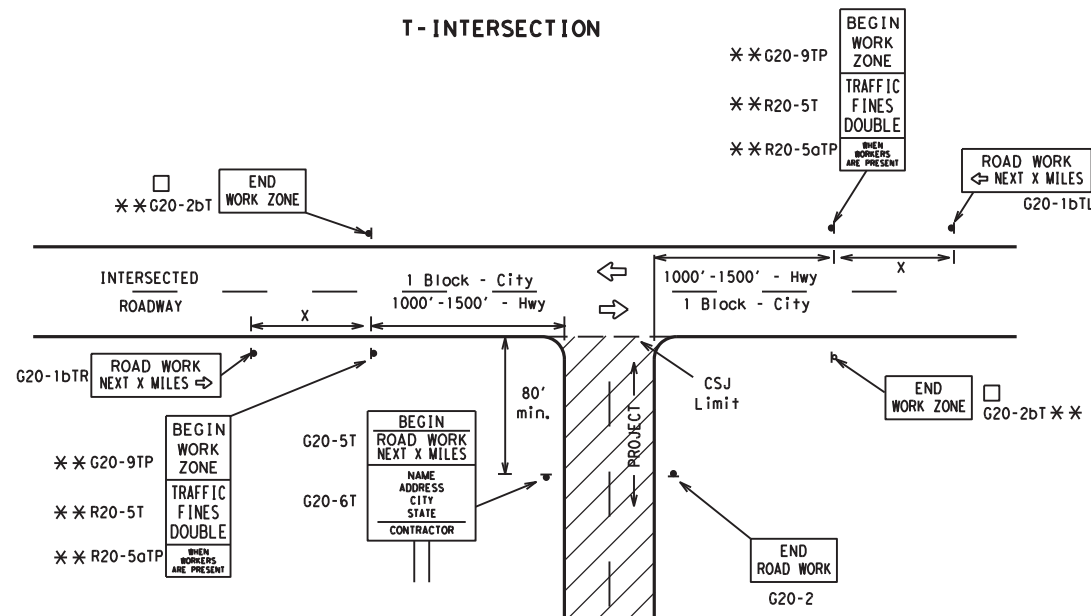 T-INTERSECTION
BEGIN
WORK
ZONE
TRAFFIC
FINES
DOUBLE
WHEN
WORKERS
ARE PRESENT
**G20-9TP
**R20-5T
**R20-5aTP
ROAD WORK
⇦ NEXT X MILES
G20-1bTL
□
**G20-2bT
END
WORK ZONE
INTERSECTED
ROADWAY
1 Block - City
1000'-1500' - Hwy
X
1000'-1500' - Hwy
1 Block - City
X
G20-1bTR
ROAD WORK
NEXT X MILES ⇨
80'
min.
CSJ
Limit
PROJECT
END
WORK ZONE
□
G20-2bT **
**G20-9TP
**R20-5T
**R20-5aTP
BEGIN
WORK
ZONE
TRAFFIC
FINES
DOUBLE
WHEN
WORKERS
ARE PRESENT
G20-5T
G20-6T
BEGIN
ROAD WORK
NEXT X MILES
NAME
ADDRESS
CITY
STATE
CONTRACTOR
END
ROAD WORK
G20-2